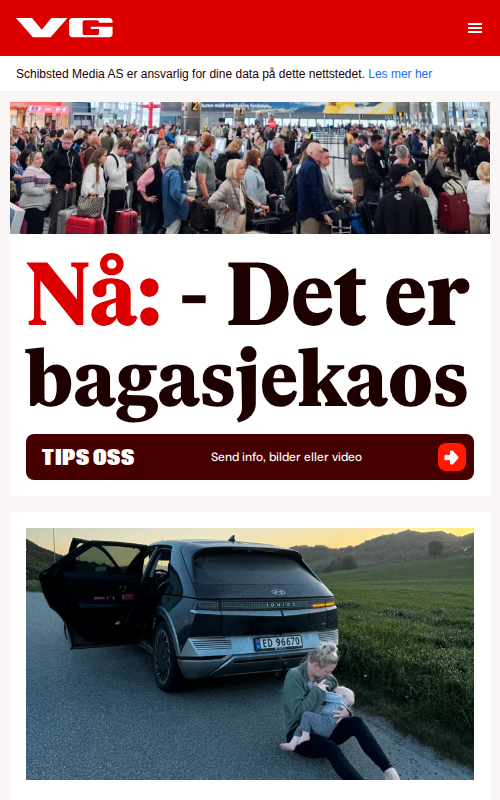 VG
Schibsted Media AS er ansvarlig for dine data på dette nettstedet. Les mer her
Nå: - Det er
bagasjekaos
TIPS OSS
Send info, bilder eller video
IONIQ 5
ED 96670